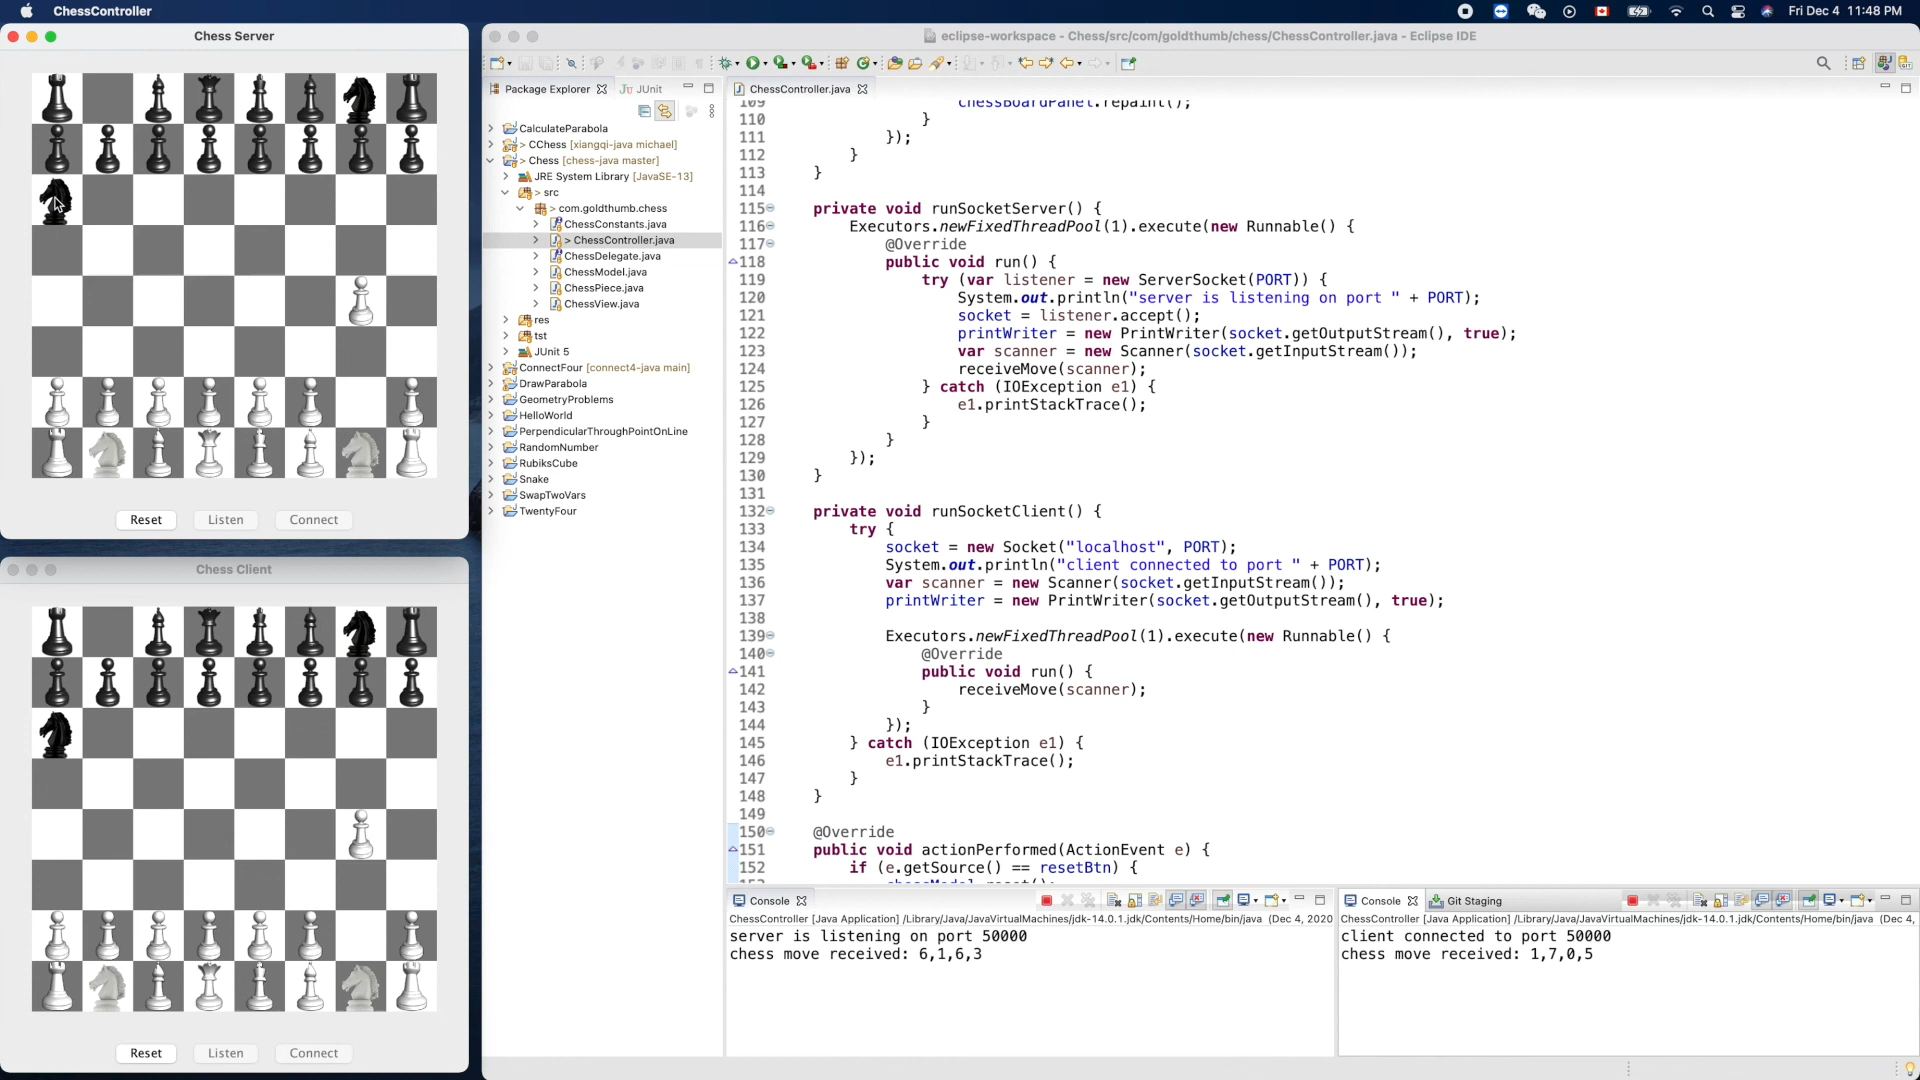 ChessController
Fri Dec 4 11:48 PM
Chess Server
Reset Listen Connect
Chess Client
Reset Listen Connect
eclipse-workspace - Chess/src/com/goldthumb/chess/ChessController.java - Eclipse IDE
Package Explorer JUnit
CalculateParabola
> CChess [xiangqi-java michael]
> Chess [chess-java master]
JRE System Library [JavaSE-13]
> src
> com.goldthumb.chess
ChessConstants.java
> ChessController.java
ChessDelegate.java
ChessModel.java
ChessPiece.java
ChessView.java
res
tst
JUnit 5
ConnectFour [connect4-java main]
DrawParabola
GeometryProblems
HelloWorld
PerpendicularThroughPointOnLine
RandomNumber
RubiksCube
Snake
SwapTwoVars
TwentyFour
ChessController.java
109 chessBoardPanel.repaint();
110 }
111 });
112 }
113 }
114
115 private void runSocketServer() {
116 Executors.newFixedThreadPool(1).execute(new Runnable() {
117 @Override
118 public void run() {
119 try (var listener = new ServerSocket(PORT)) {
120 System.out.println("server is listening on port " + PORT);
121 socket = listener.accept();
122 printWriter = new PrintWriter(socket.getOutputStream(), true);
123 var scanner = new Scanner(socket.getInputStream());
124 receiveMove(scanner);
125 } catch (IOException e1) {
126 e1.printStackTrace();
127 }
128 }
129 });
130 }
131
132 private void runSocketClient() {
133 try {
134 socket = new Socket("localhost", PORT);
135 System.out.println("client connected to port " + PORT);
136 var scanner = new Scanner(socket.getInputStream());
137 printWriter = new PrintWriter(socket.getOutputStream(), true);
138
139 Executors.newFixedThreadPool(1).execute(new Runnable() {
140 @Override
141 public void run() {
142 receiveMove(scanner);
143 }
144 });
145 } catch (IOException e1) {
146 e1.printStackTrace();
147 }
148 }
149
150 @Override
151 public void actionPerformed(ActionEvent e) {
152 if (e.getSource() == resetBtn) {
Console
ChessController [Java Application] /Library/Java/JavaVirtualMachines/jdk-14.0.1.jdk/Contents/Home/bin/java (Dec 4, 2020
server is listening on port 50000
chess move received: 6,1,6,3
Console Git Staging
ChessController [Java Application] /Library/Java/JavaVirtualMachines/jdk-14.0.1.jdk/Contents/Home/bin/java (Dec 4,
client connected to port 50000
chess move received: 1,7,0,5